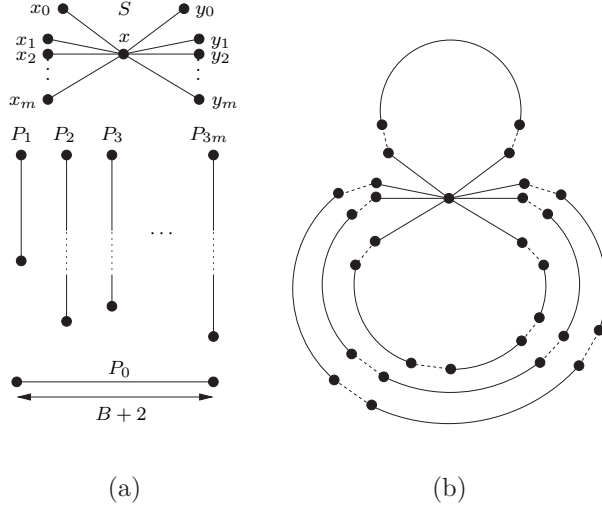 x₀ S y₀
x₁ x y₁
x₂ y₂
xₘ yₘ
P₁ P₂ P₃ P₃ₘ
...
P₀
B + 2
(a) (b)